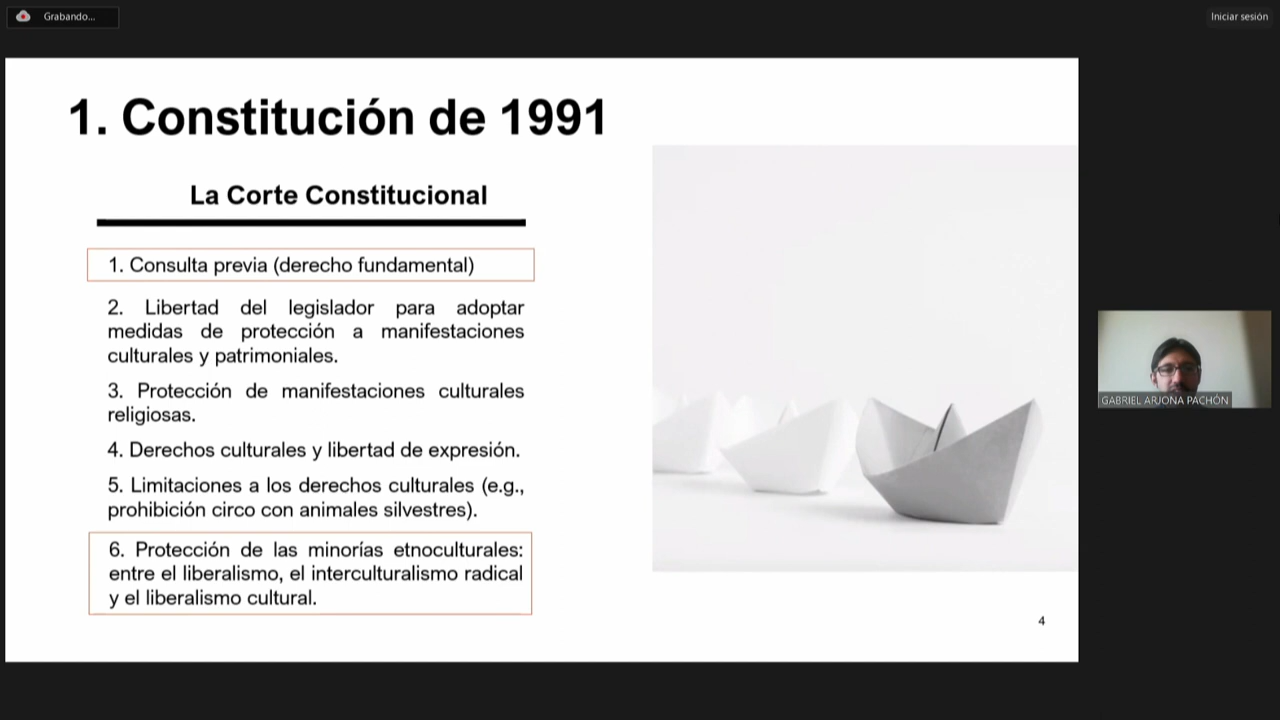 Grabando...
Iniciar sesión
1. Constitución de 1991
La Corte Constitucional
1. Consulta previa (derecho fundamental)
2. Libertad del legislador para adoptar
medidas de protección a manifestaciones
culturales y patrimoniales.
3. Protección de manifestaciones culturales
religiosas.
4. Derechos culturales y libertad de expresión.
5. Limitaciones a los derechos culturales (e.g.,
prohibición circo con animales silvestres).
6. Protección de las minorías etnoculturales:
entre el liberalismo, el interculturalismo radical
y el liberalismo cultural.
4
GABRIEL ARJONA PACHÓN